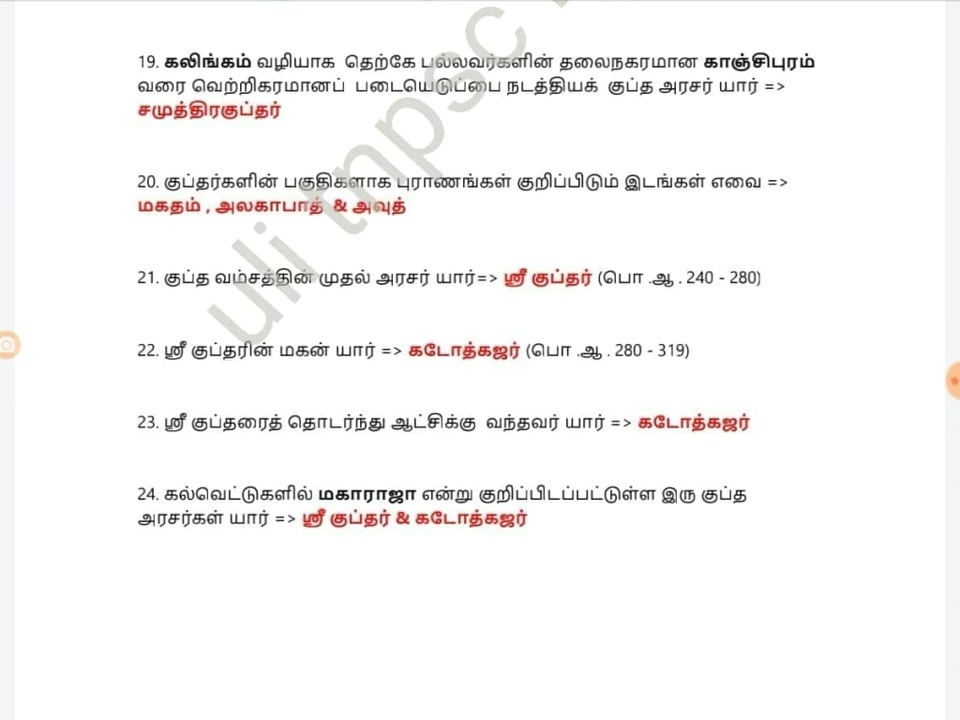 19. கலிங்கம் வழியாக தெற்கே பல்லவர்களின் தலைநகரமான காஞ்சிபுரம்
வரை வெற்றிகரமானப் படையெடுப்பை நடத்தியக் குப்த அரசர் யார் =>
சமுத்திரகுப்தர்
20. குப்தர்களின் பகுதிகளாக புராணங்கள் குறிப்பிடும் இடங்கள் எவை =>
மகதம் , அலகாபாத் & அவுத்
21. குப்த வம்சத்தின் முதல் அரசர் யார்=> ஸ்ரீ குப்தர் (பொ .ஆ . 240 - 280)
22. ஸ்ரீ குப்தரின் மகன் யார் => கடோத்கஜர் (பொ .ஆ . 280 - 319)
23. ஸ்ரீ குப்தரைத் தொடர்ந்து ஆட்சிக்கு வந்தவர் யார் => கடோத்கஜர்
24. கல்வெட்டுகளில் மகாராஜா என்று குறிப்பிடப்பட்டுள்ள இரு குப்த
அரசர்கள் யார் => ஸ்ரீ குப்தர் & கடோத்கஜர்
uli tnpsc